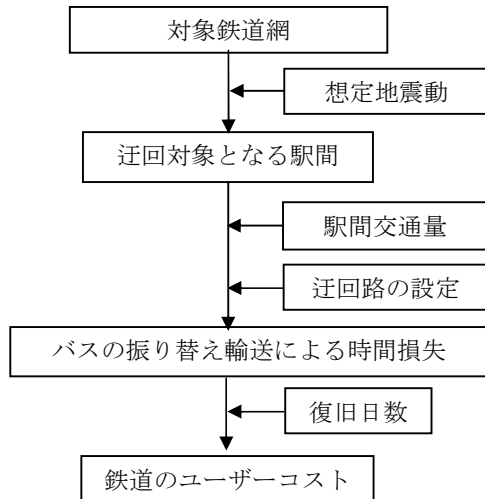 対象鉄道網
想定地震動
迂回対象となる駅間
駅間交通量
迂回路の設定
バスの振り替え輸送による時間損失
復旧日数
鉄道のユーザーコスト